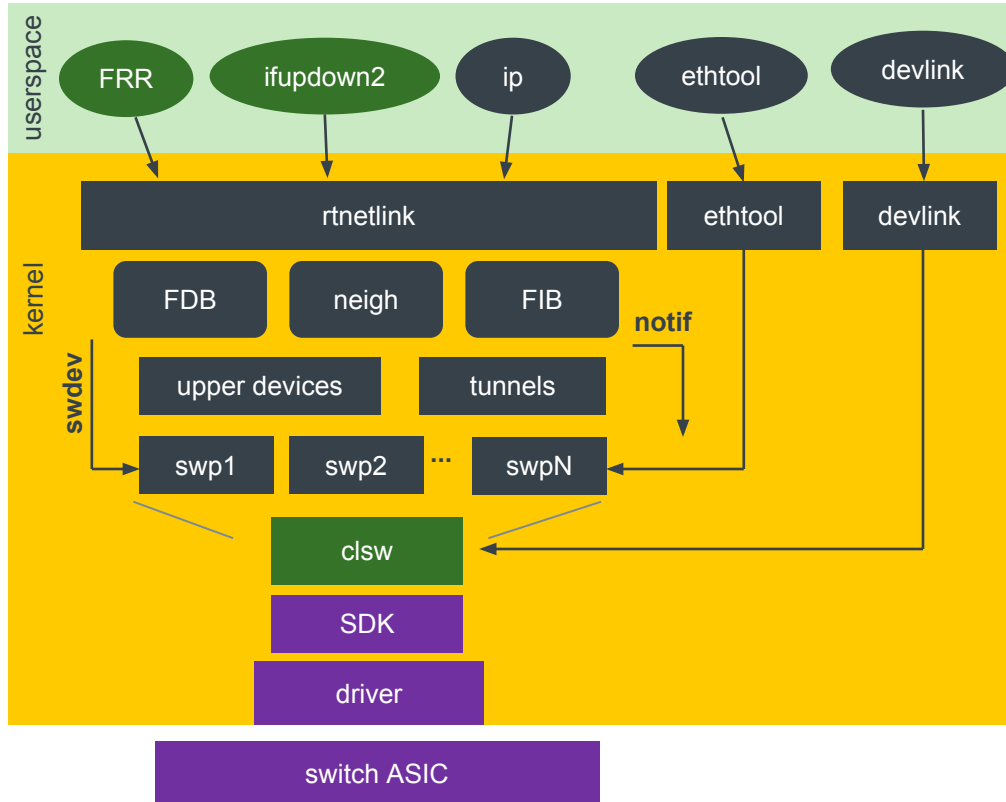 userspace
FRR
ifupdown2
ip
ethtool
devlink
kernel
rtnetlink
ethtool
devlink
FDB
neigh
FIB
notif
swdev
upper devices
tunnels
swp1
swp2
...
swpN
clsw
SDK
driver
switch ASIC